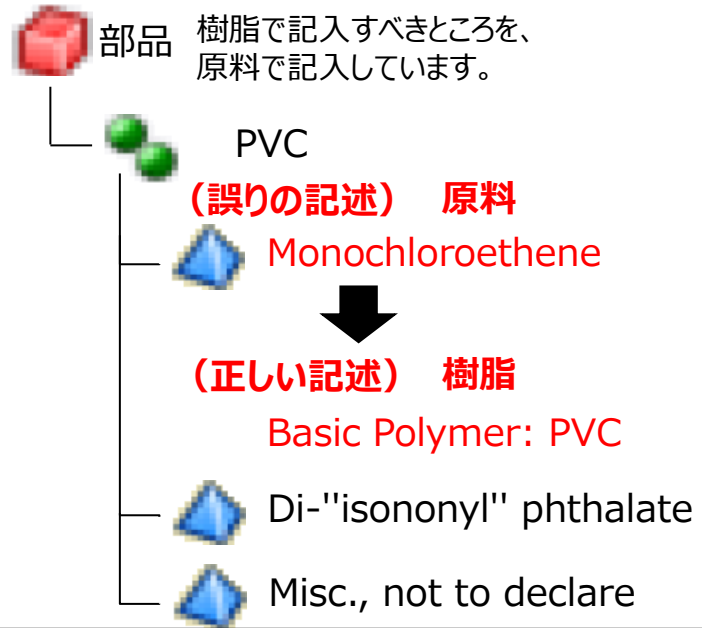 部品
樹脂で記入すべきところを、
原料で記入しています。
PVC
（誤りの記述） 原料
Monochloroethene
（正しい記述） 樹脂
Basic Polymer: PVC
Di-''isononyl'' phthalate
Misc., not to declare